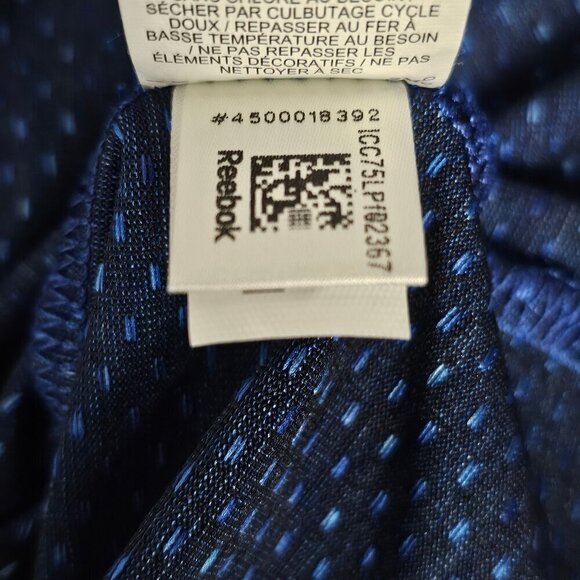 SÉCHER PAR CULBUTAGE CYCLE
DOUX / REPASSER AU FER À
BASSE TEMPÉRATURE AU BESOIN
/ NE PAS REPASSER LES
ÉLÉMENTS DÉCORATIFS / NE PAS
NETTOYER À SEC
#4500018392
Reebok
ICC75LPf02367